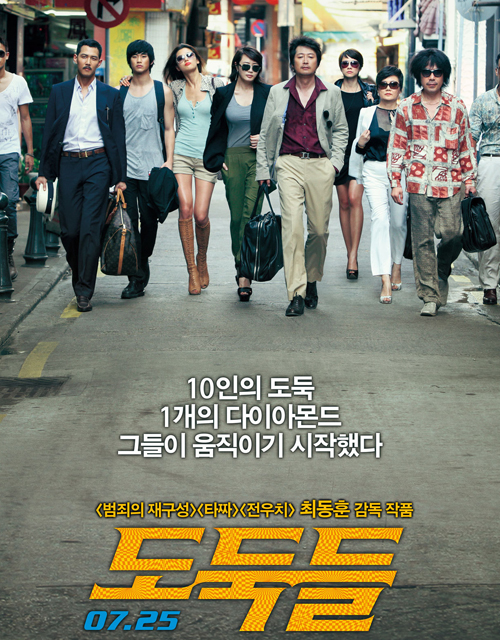 10인의 도둑
1개의 다이아몬드
그들이 움직이기 시작했다
<범죄의 재구성><타짜><전우치> 최동훈 감독 작품
도둑들
07.25